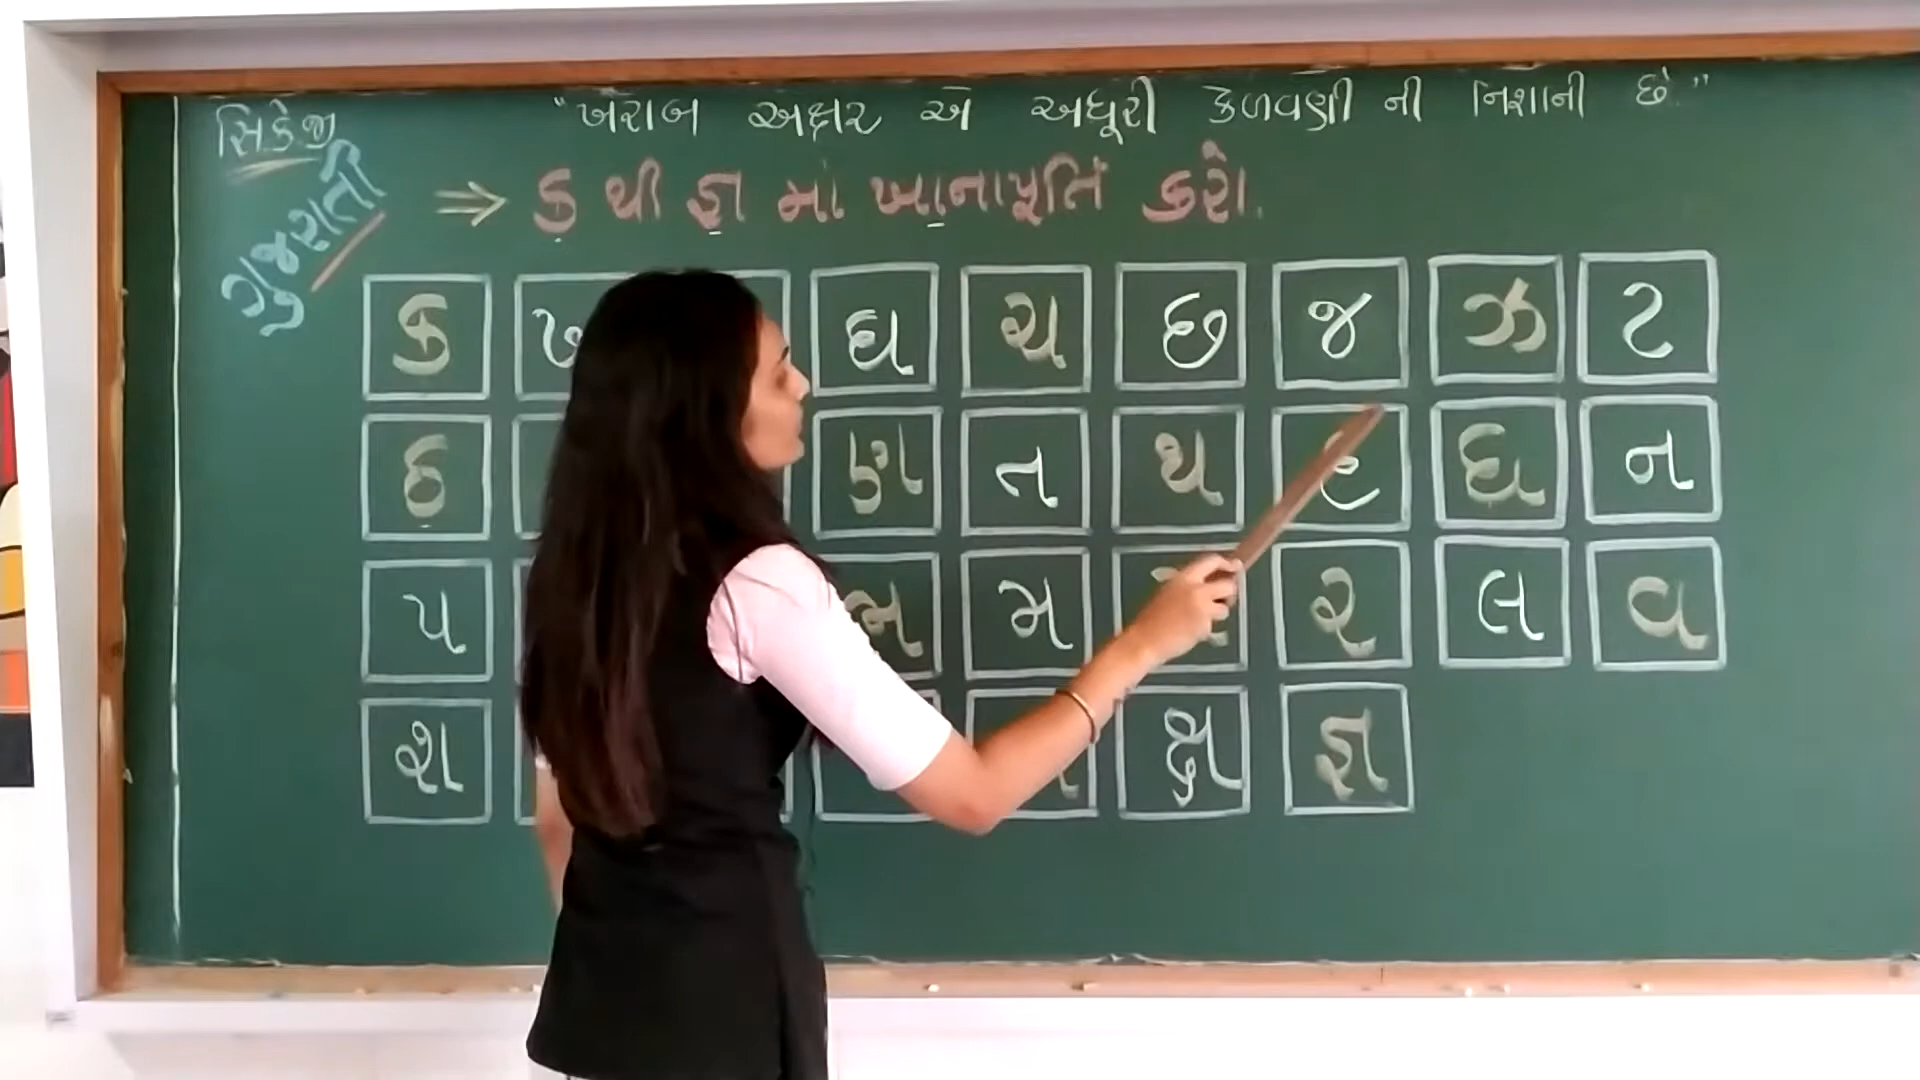 સિ.કે.જી
"ખરાબ અક્ષર એ અધૂરી કેળવણી ની નિશાની છે."
ગુજરાતી
⇒ ક થી જ્ઞ માં ખાનાપૂર્તિ કરો.
ક ખ ઘ ચ છ જ ઝ ટ
ઠ ણ ત થ દ ધ ન
પ ભ મ ર લ વ
શ ક્ષ જ્ઞ